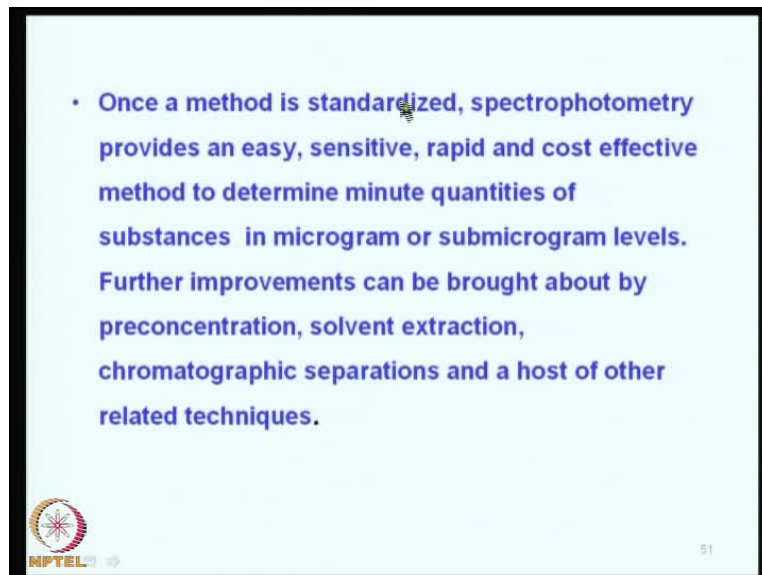 • Once a method is standardized, spectrophotometry
provides an easy, sensitive, rapid and cost effective
method to determine minute quantities of
substances in microgram or submicrogram levels.
Further improvements can be brought about by
preconcentration, solvent extraction,
chromatographic separations and a host of other
related techniques.
NPTEL
51